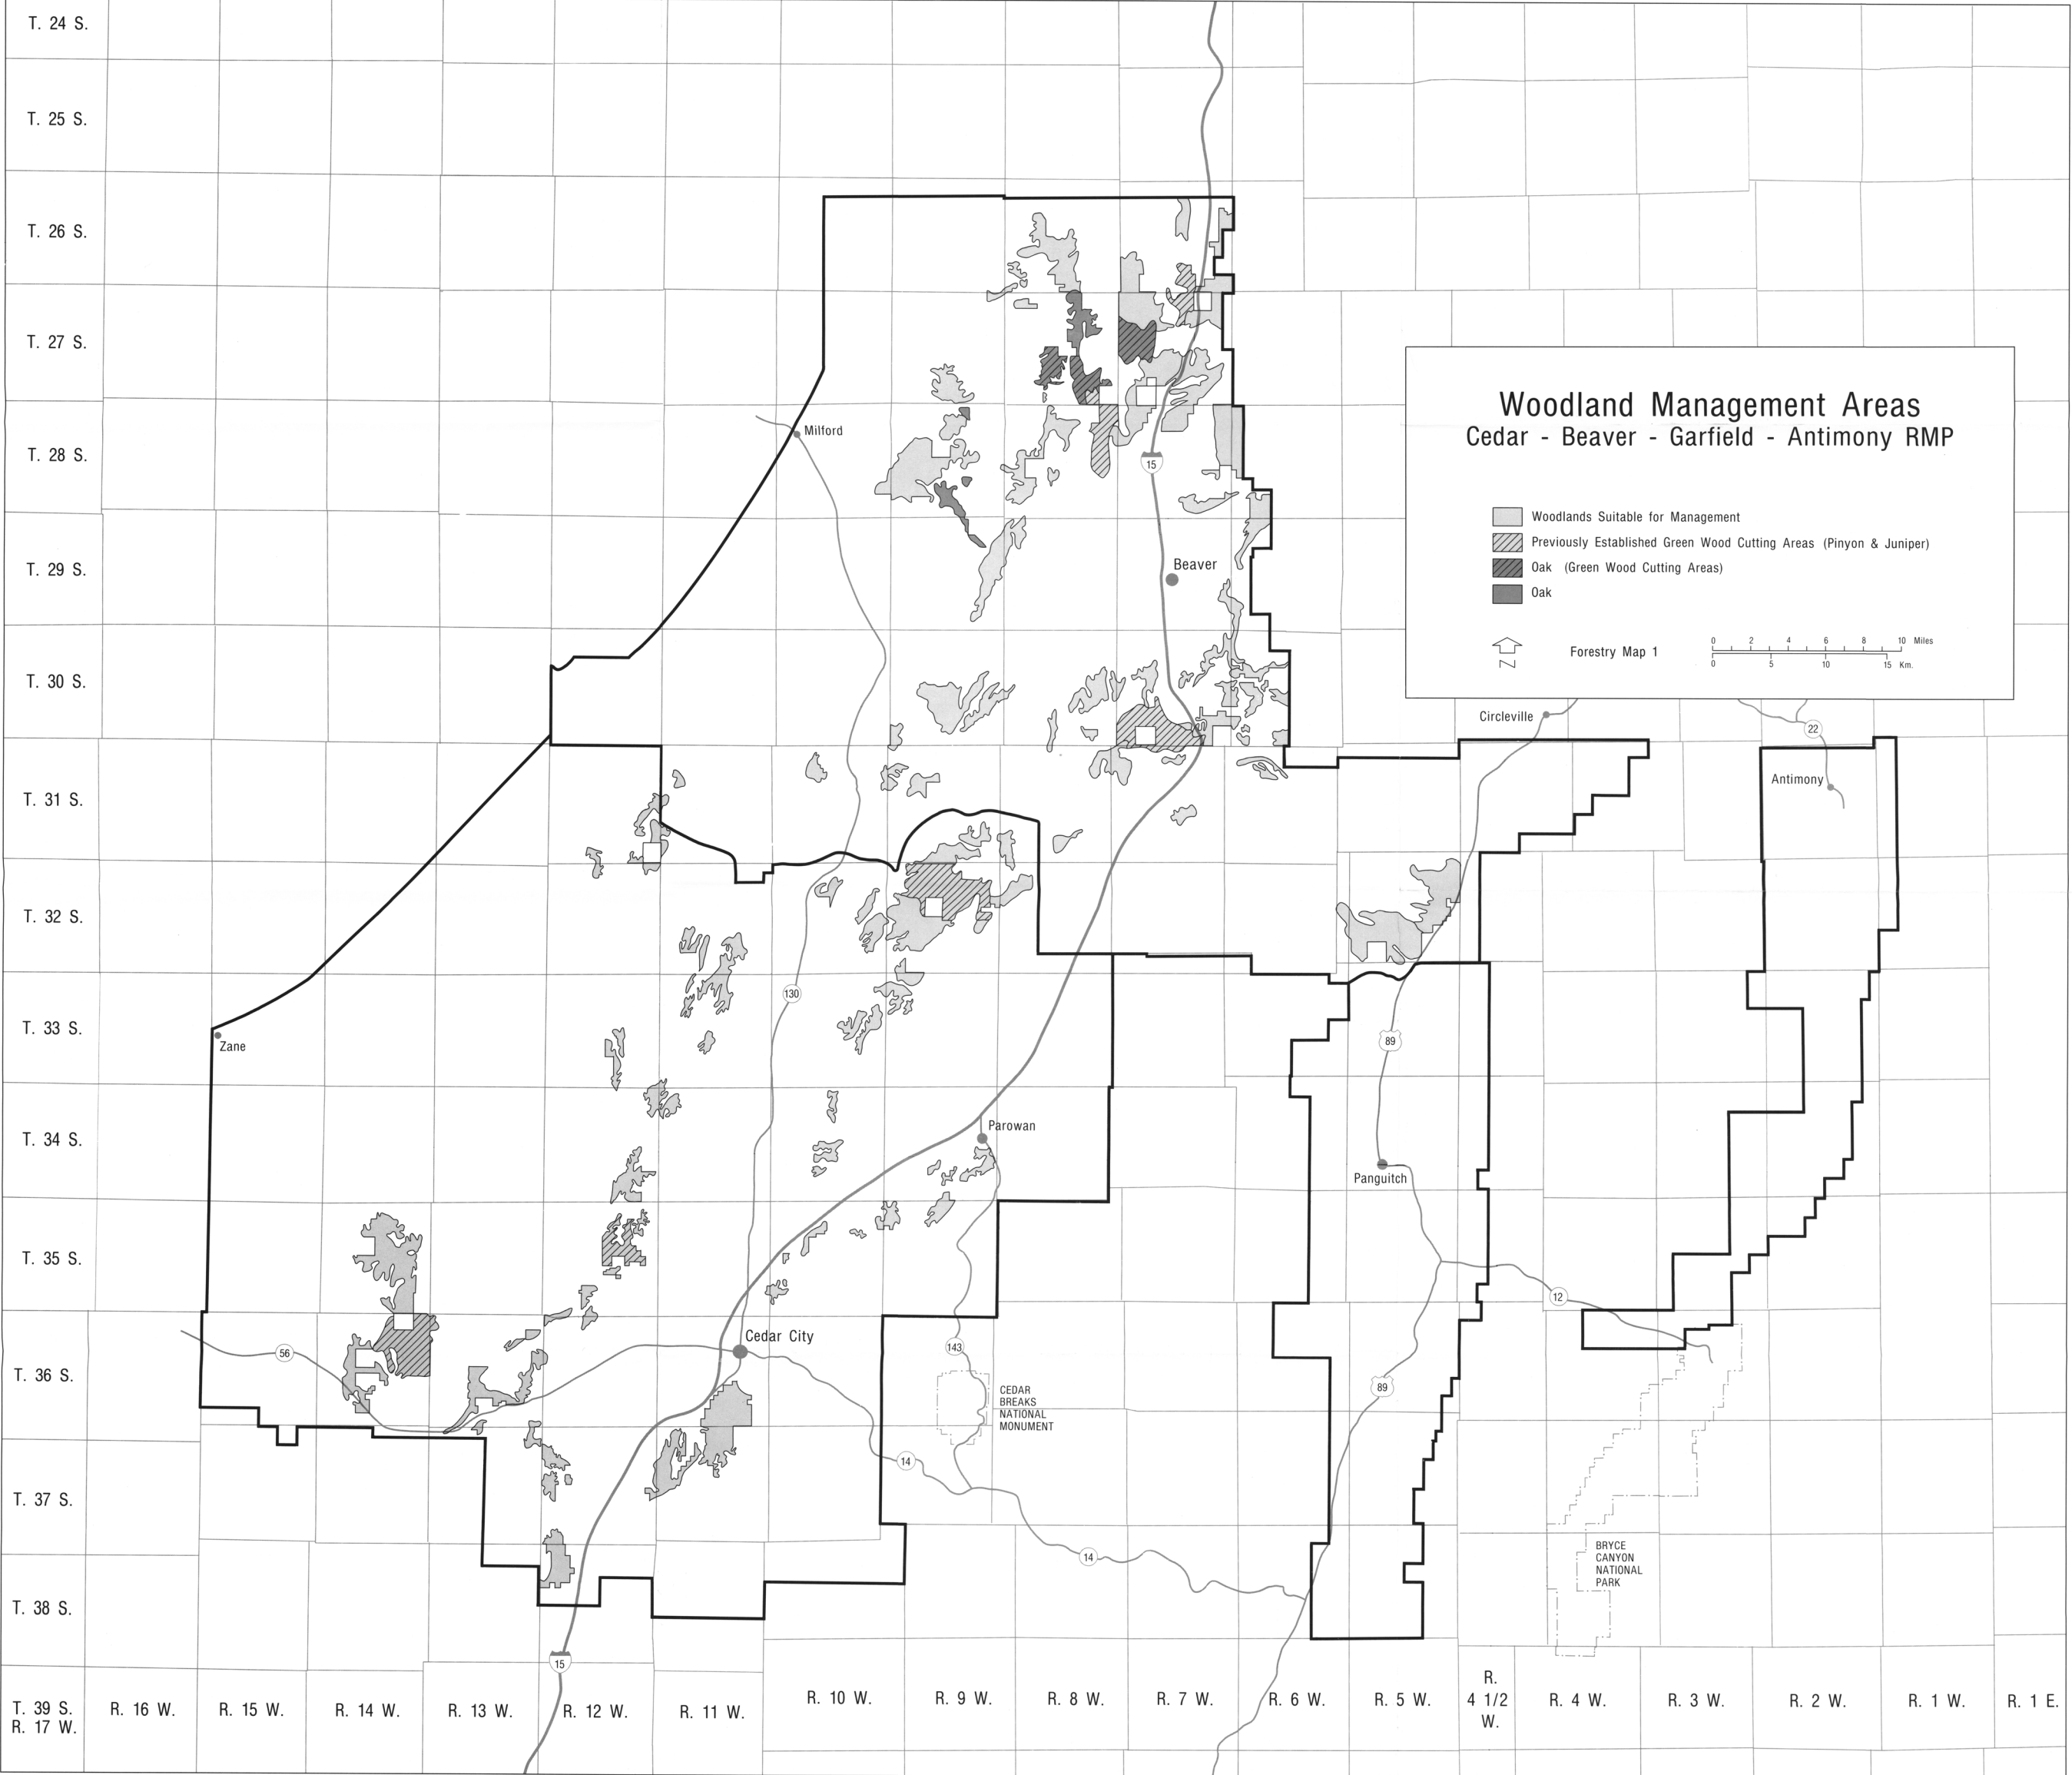 T. 24 S.
T. 25 S.
T. 26 S.
T. 27 S.
Woodland Management Areas
Cedar - Beaver - Garfield - Antimony RMP
Milford
T. 28 S.
15
Woodlands Suitable for Management
Previously Established Green Wood Cutting Areas (Pinyon & Juniper)
Oak (Green Wood Cutting Areas)
Oak
T. 29 S.
Beaver
N
Forestry Map 1
0 2 4 6 8 10 Miles
0 5 10 15 Km.
T. 30 S.
Circleville
22
Antimony
T. 31 S.
T. 32 S.
130
T. 33 S.
Zane
89
T. 34 S.
Parowan
Panguitch
T. 35 S.
12
Cedar City
56
143
T. 36 S.
89
CEDAR
BREAKS
NATIONAL
MONUMENT
14
T. 37 S.
14
BRYCE
CANYON
NATIONAL
PARK
T. 38 S.
15
T. 39 S.
R. 17 W.
R. 16 W.
R. 15 W.
R. 14 W.
R. 13 W.
R. 12 W.
R. 11 W.
R. 10 W.
R. 9 W.
R. 8 W.
R. 7 W.
R. 6 W.
R. 5 W.
R.
4 1/2
W.
R. 4 W.
R. 3 W.
R. 2 W.
R. 1 W.
R. 1 E.